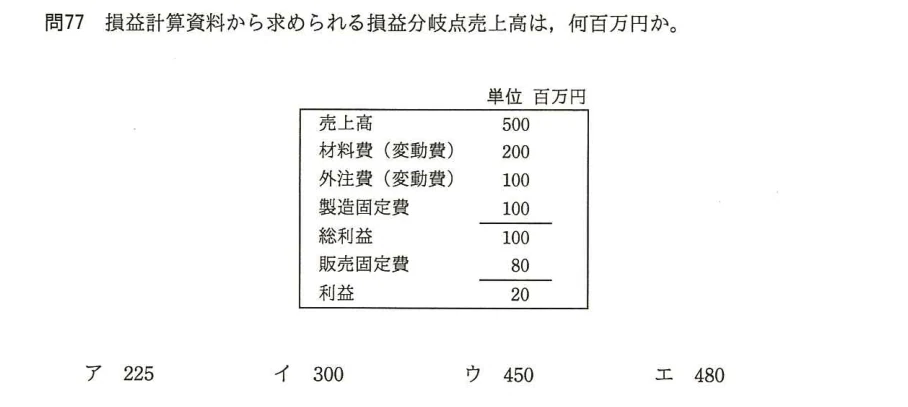 問77 損益計算資料から求められる損益分岐点売上高は，何百万円か。
単位 百万円
売上高 500
材料費（変動費） 200
外注費（変動費） 100
製造固定費 100
総利益 100
販売固定費 80
利益 20
ア 225 イ 300 ウ 450 エ 480